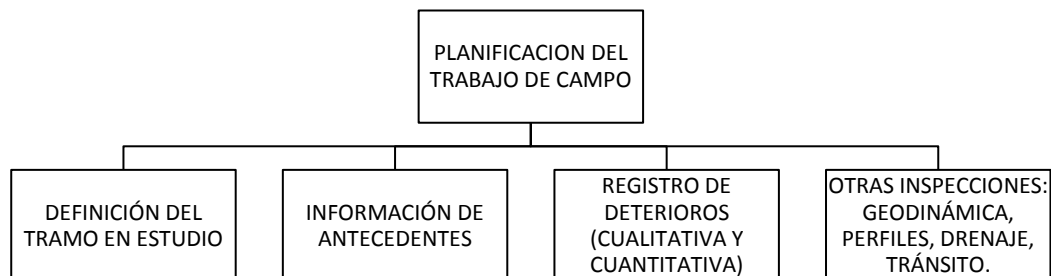 PLANIFICACION DEL
TRABAJO DE CAMPO
DEFINICIÓN DEL
TRAMO EN ESTUDIO
INFORMACIÓN DE
ANTECEDENTES
REGISTRO DE
DETERIOROS
(CUALITATIVA Y
CUANTITATIVA)
OTRAS INSPECCIONES:
GEODINÁMICA,
PERFILES, DRENAJE,
TRÁNSITO.